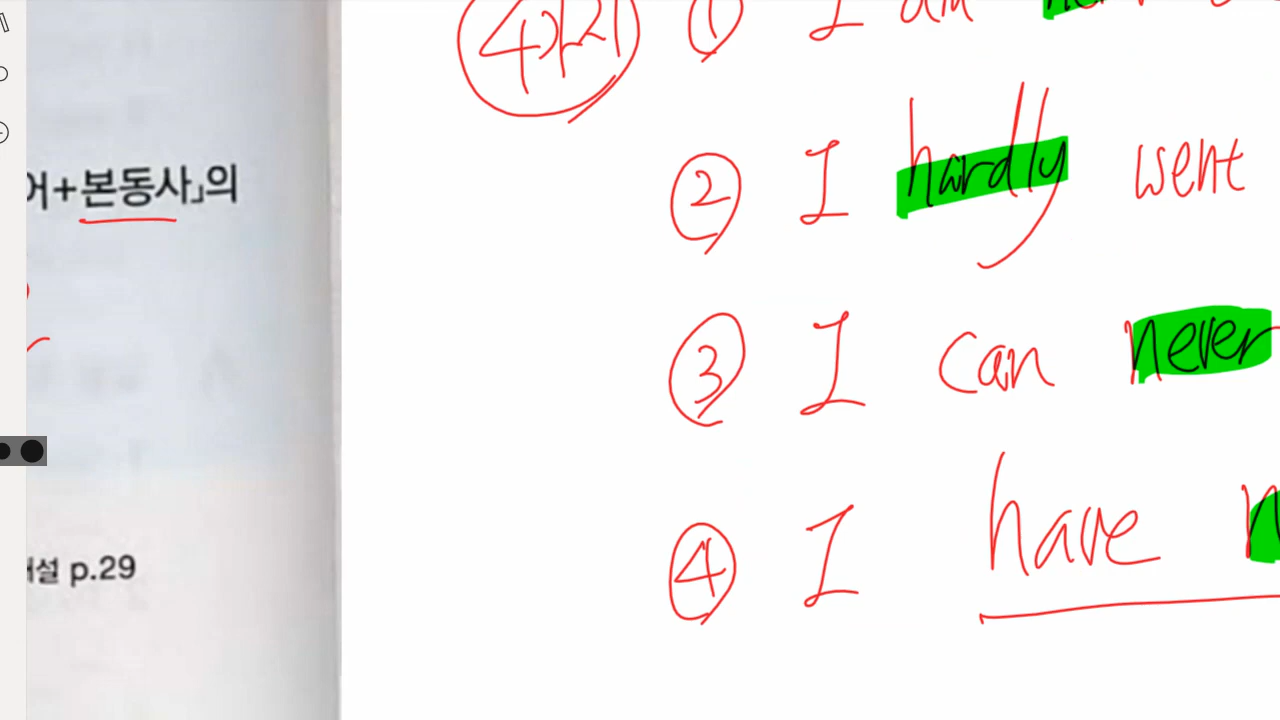 어+본동사」의
설 p.29
4가지
① I am
② I hardly went
③ I can never
④ I have